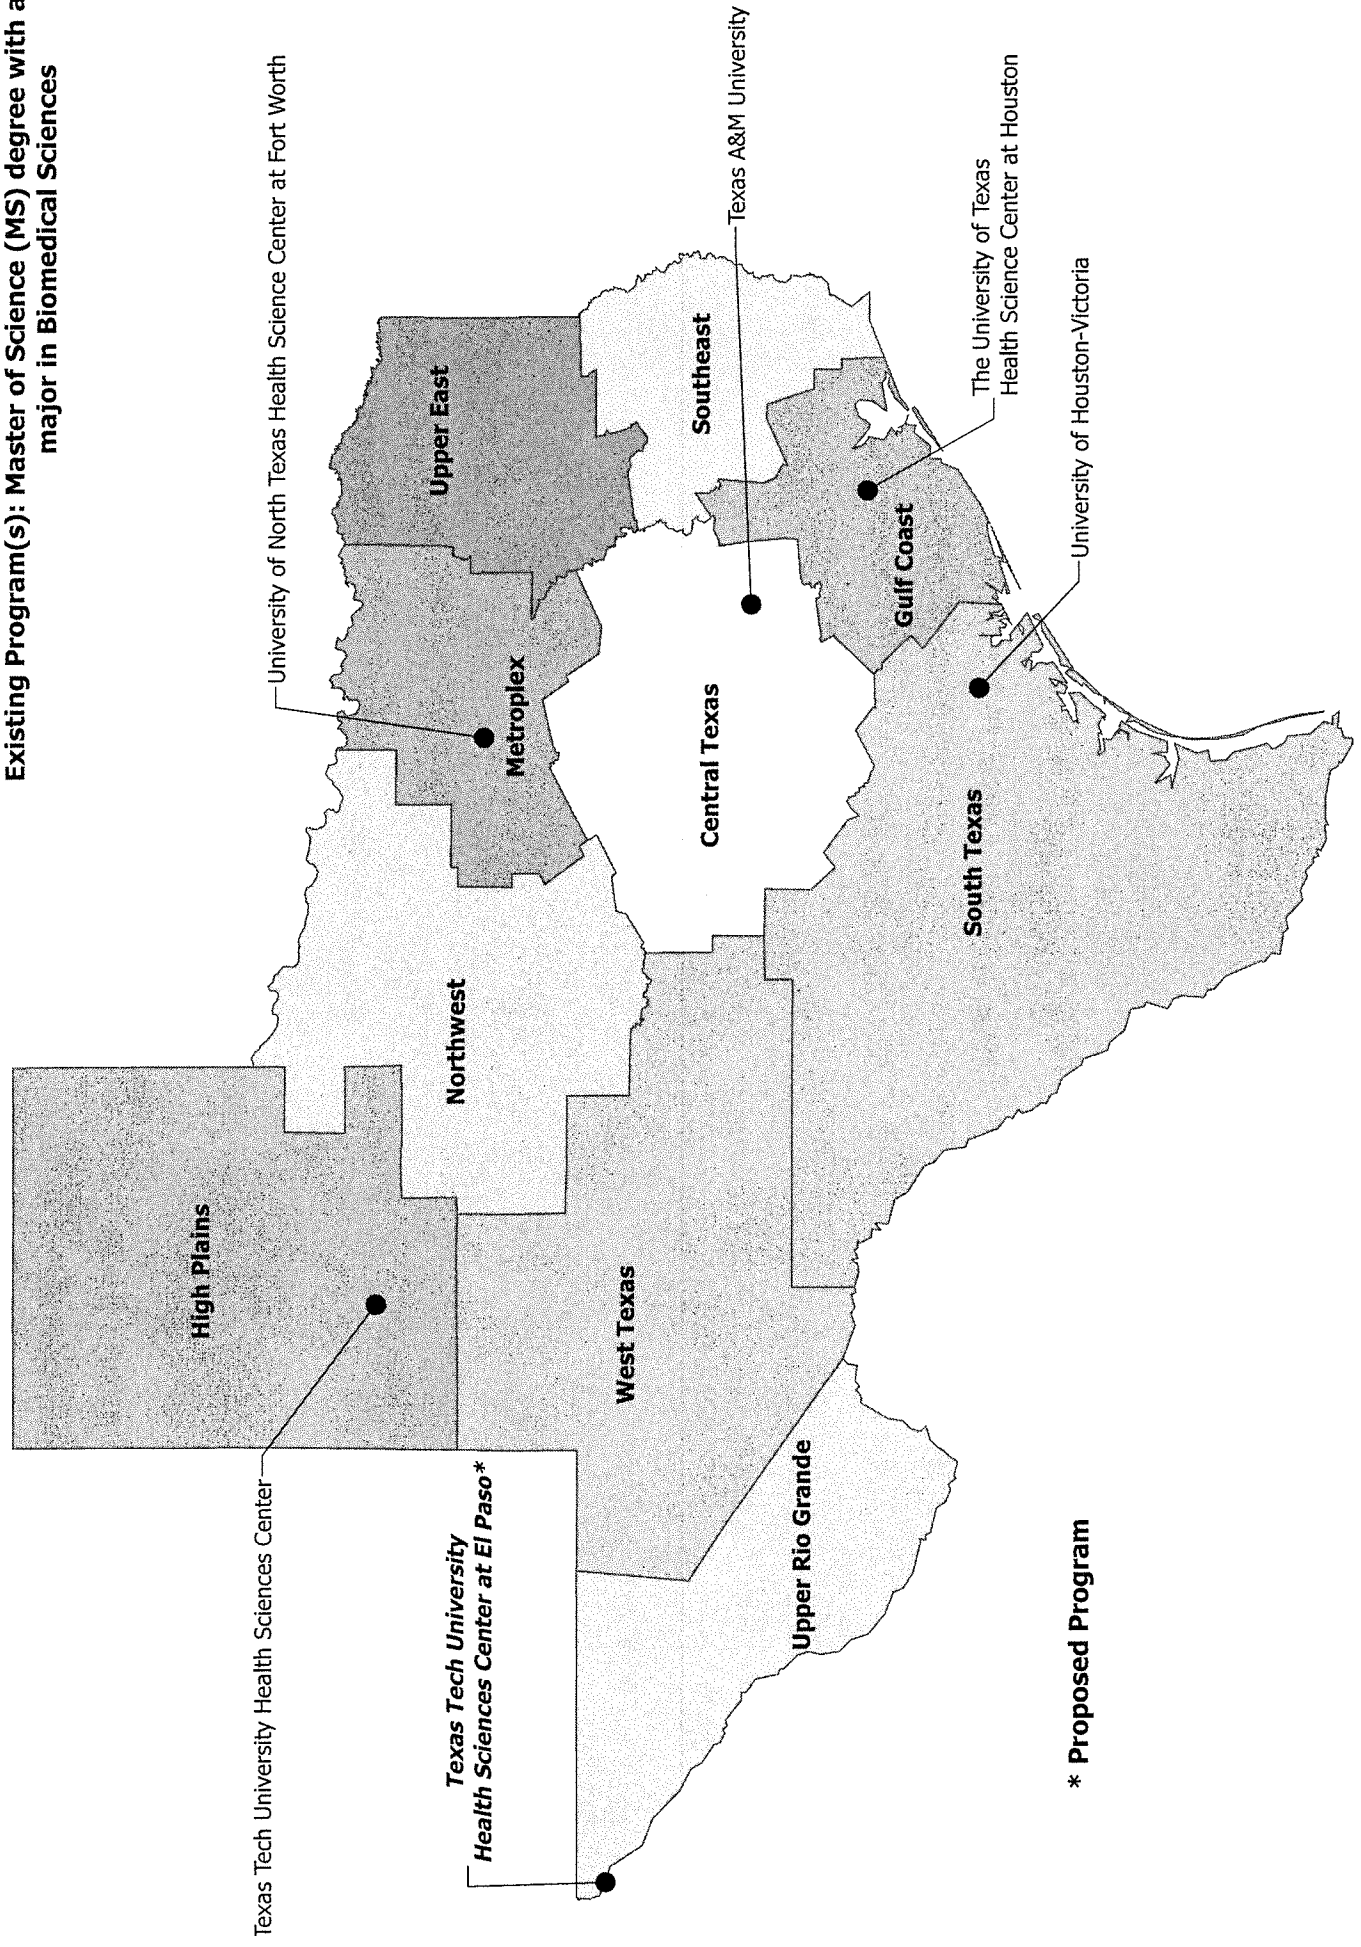 Existing Program(s): Master of Science (MS) degree with a
major in Biomedical Sciences
University of North Texas Health Science Center at Fort Worth
Texas Tech University Health Sciences Center
High Plains
Northwest
Metroplex
Upper East
Texas Tech University
Health Sciences Center at El Paso*
West Texas
Central Texas
Southeast
Texas A&M University
Upper Rio Grande
South Texas
Gulf Coast
The University of Texas
Health Science Center at Houston
University of Houston-Victoria
* Proposed Program